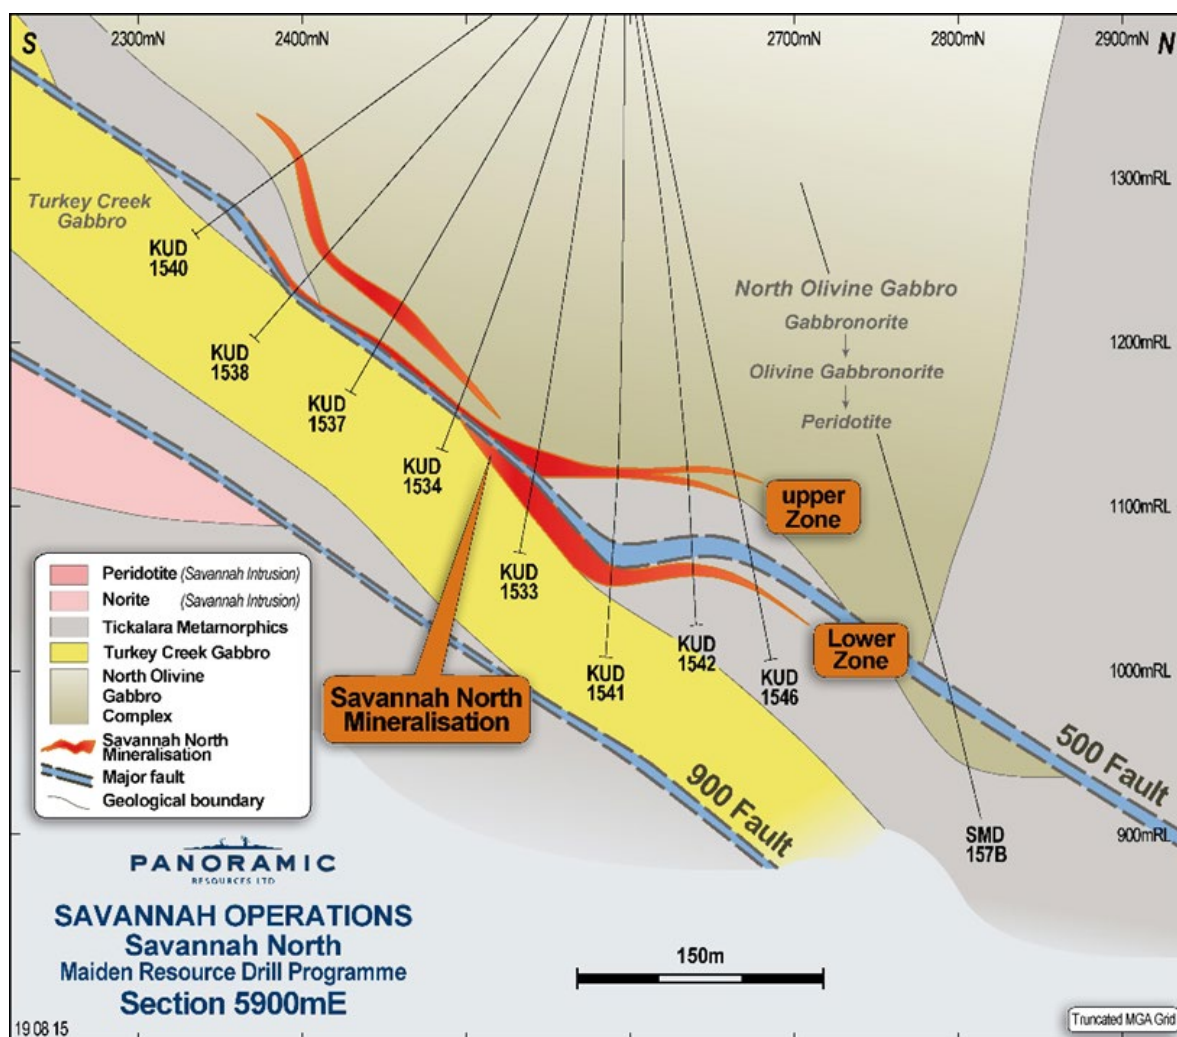 S
2300mN
2400mN
2700mN
2800mN
2900mN
N
1300mRL
1200mRL
1100mRL
1000mRL
900mRL
Turkey Creek
Gabbro
KUD
1540
KUD
1538
KUD
1537
KUD
1534
KUD
1533
KUD
1541
KUD
1542
KUD
1546
SMD
157B
North Olivine Gabbro
Gabbronorite
Olivine Gabbronorite
Peridotite
upper
Zone
Lower
Zone
Savannah North
Mineralisation
900 Fault
500 Fault
Peridotite (Savannah Intrusion)
Norite (Savannah Intrusion)
Tickalara Metamorphics
Turkey Creek Gabbro
North Olivine
Gabbro
Complex
Savannah North
Mineralisation
Major fault
Geological boundary
PANORAMIC
RESOURCES LTD
SAVANNAH OPERATIONS
Savannah North
Maiden Resource Drill Programme
Section 5900mE
150m
19 08 15
Truncated MGA Grid